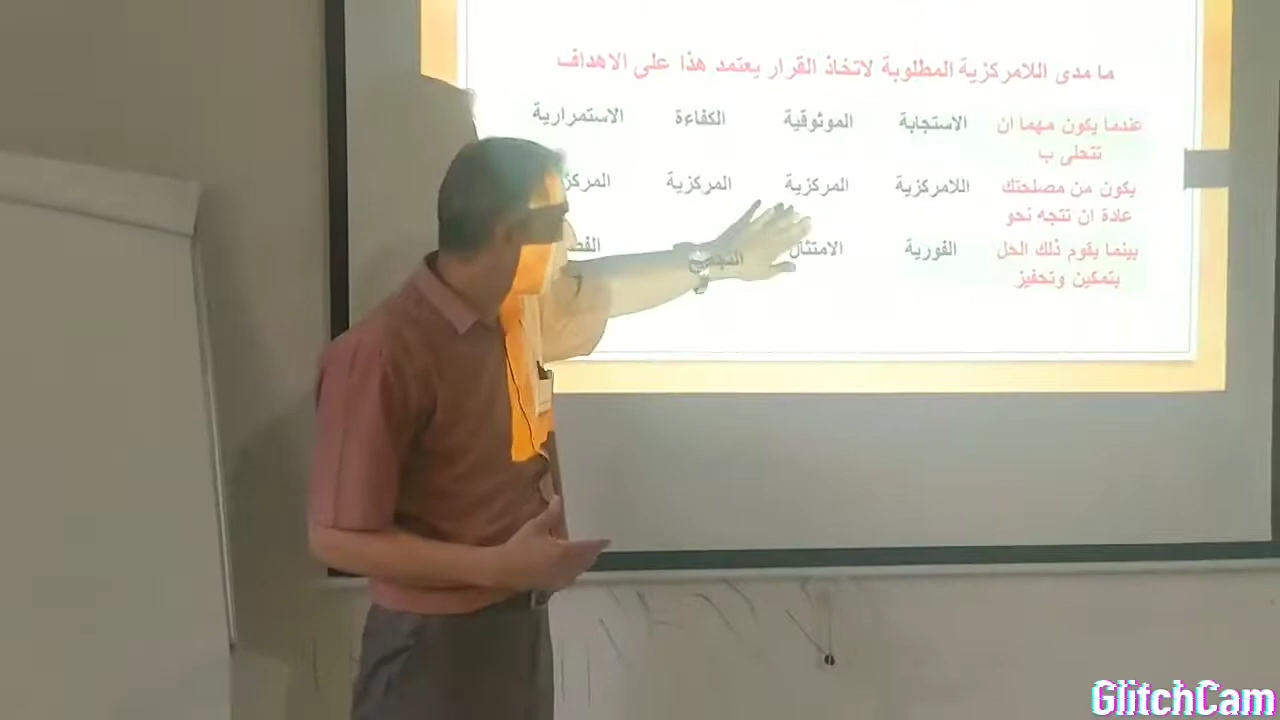 ما مدى اللامركزية المطلوبة لاتخاذ القرار يعتمد هذا على الاهداف
عندما يكون مهما ان تتحلى ب الاستجابة الموثوقية الكفاءة الاستمرارية
يكون من مصلحتك عادة ان تتجه نحو اللامركزية المركزية المركزية
بينما يقوم ذلك الحل بتمكين وتحفيز الفورية الامتثال
GlitchCam